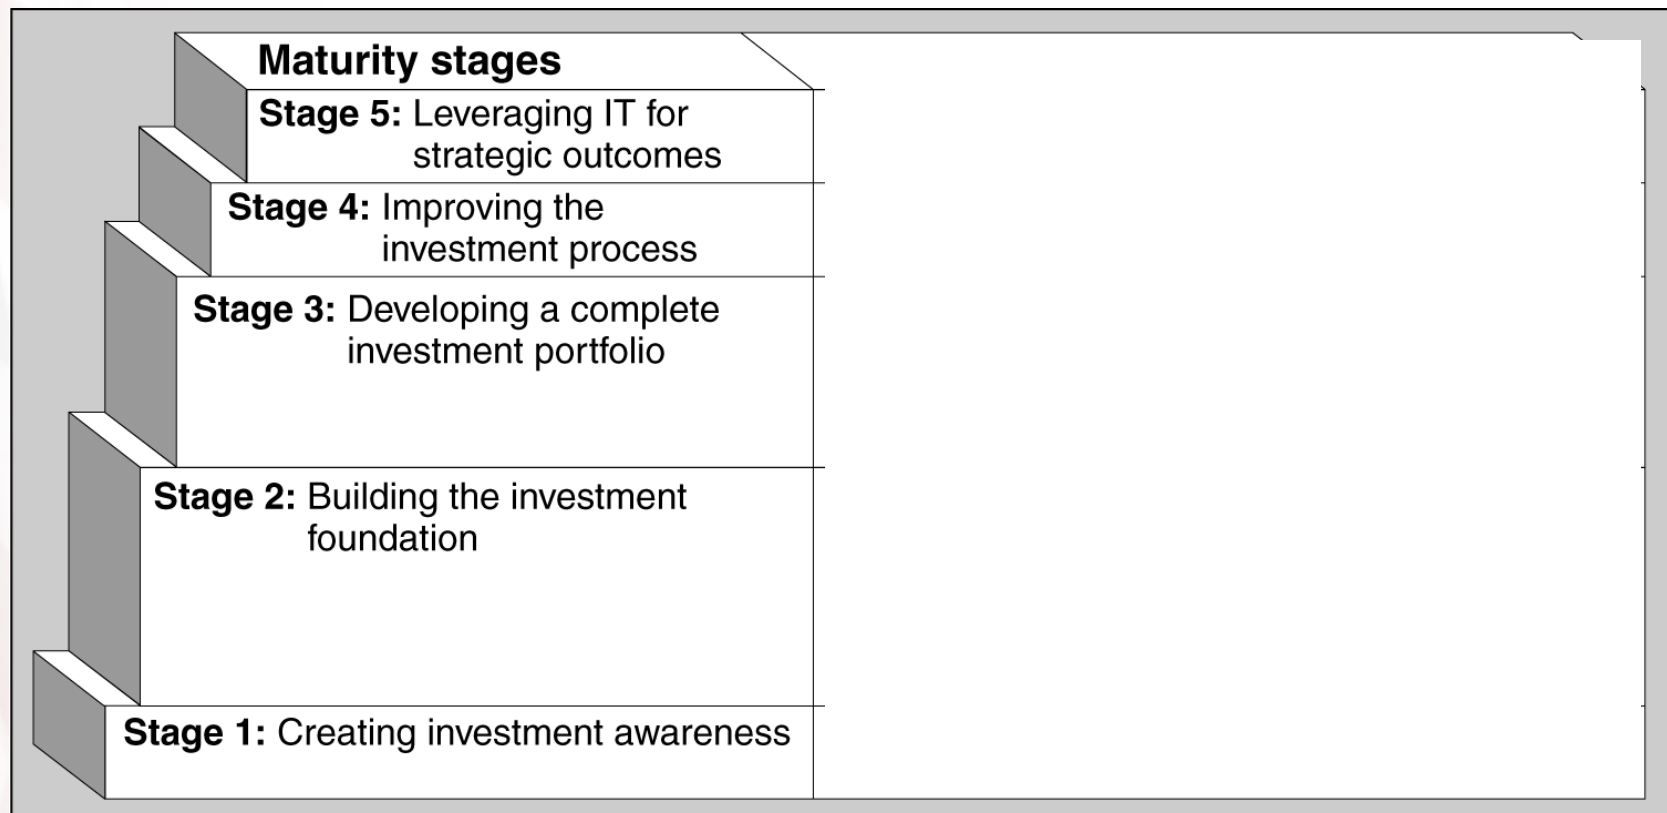 Maturity stages
Stage 5: Leveraging IT for
strategic outcomes
Stage 4: Improving the
investment process
Stage 3: Developing a complete
investment portfolio
Stage 2: Building the investment
foundation
Stage 1: Creating investment awareness